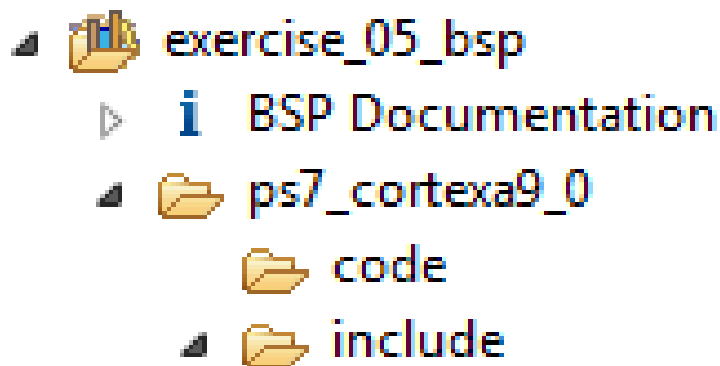 exercise_05_bsp
BSP Documentation
ps7_cortexa9_0
code
include